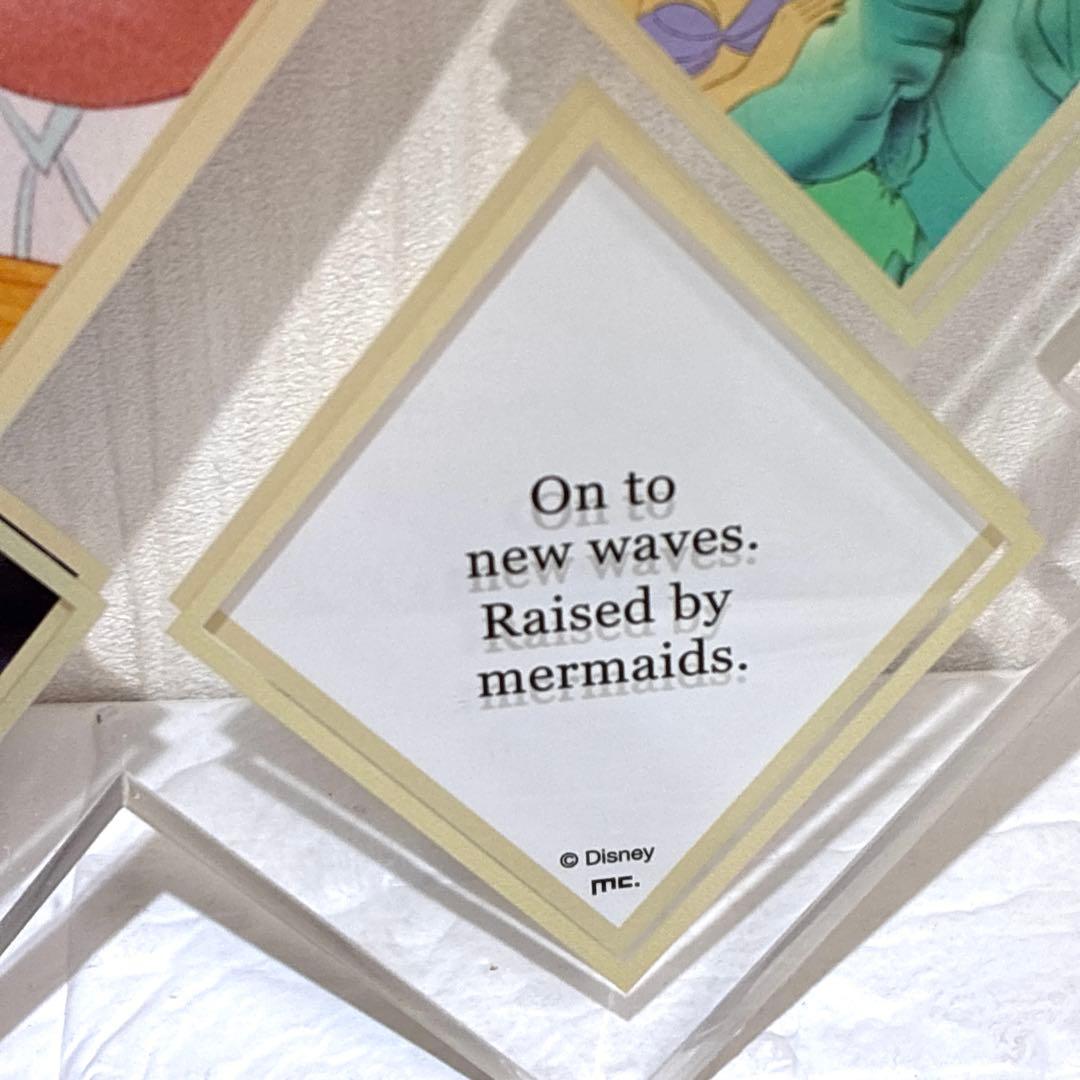 On to
new waves.
Raised by
mermaids.
© Disney
mc.